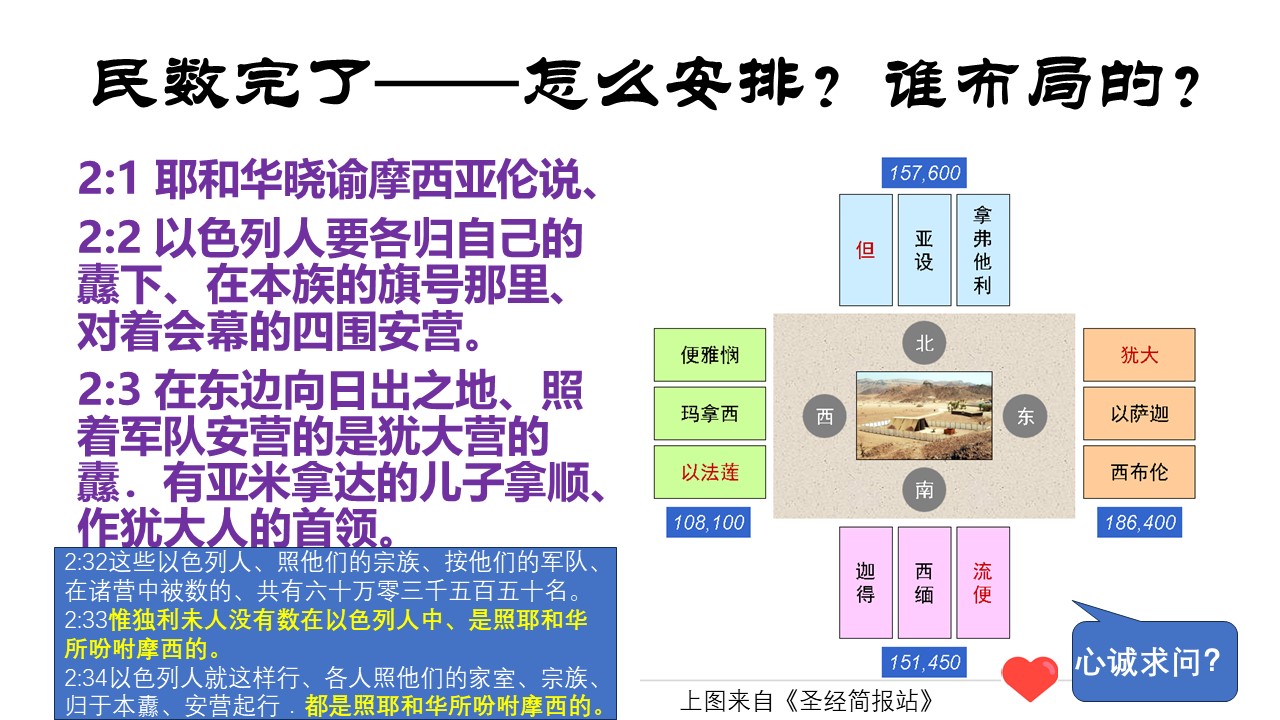 民数完了——怎么安排？谁布局的？
2:1 耶和华晓谕摩西亚伦说、
2:2 以色列人要各归自己的
纛下、在本族的旗号那里、
对着会幕的四围安营。
2:3 在东边向日出之地、照
着军队安营的是犹大营的
纛．有亚米拿达的儿子拿顺、
作犹大人的首领。
2:32这些以色列人、照他们的宗族、按他们的军队、
在诸营中被数的、共有六十万零三千五百五十名。
2:33惟独利未人没有数在以色列人中、是照耶和华
所吩咐摩西的。
2:34以色列人就这样行、各人照他们的家室、宗族、
归于本纛、安营起行．都是照耶和华所吩咐摩西的。
157,600
但
亚设
拿弗他利
便雅悯
玛拿西
以法莲
108,100
北
西
东
南
犹大
以萨迦
西布伦
186,400
迦得
西缅
流便
151,450
心诚求问？
上图来自《圣经简报站》